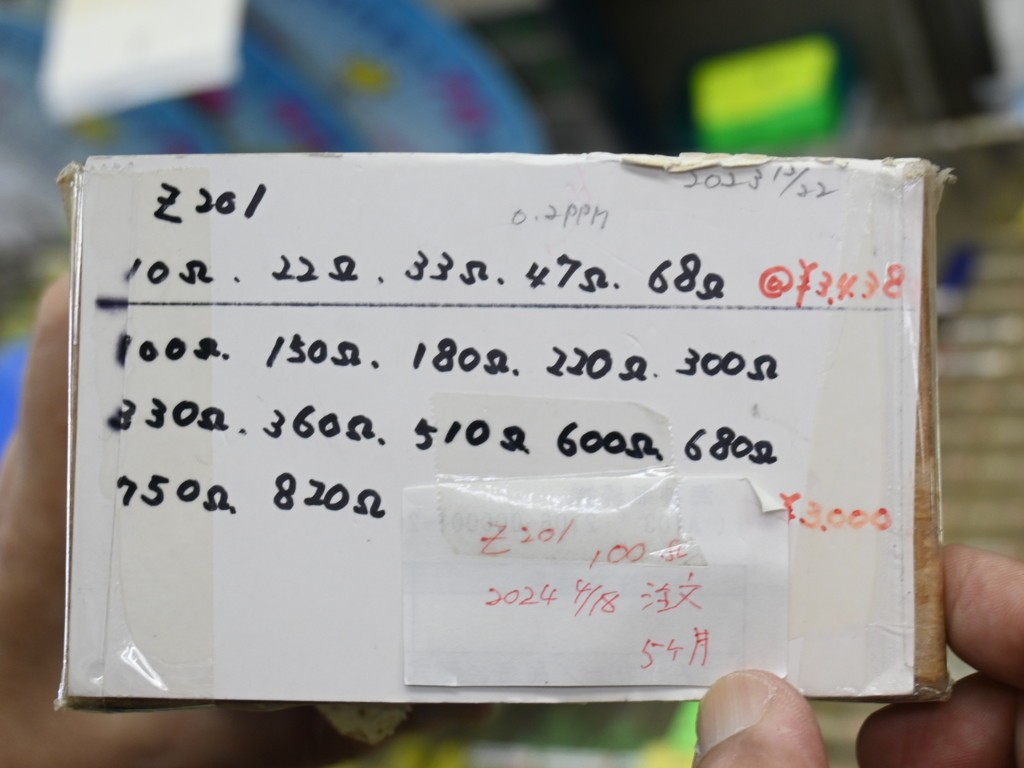 Z201
2023 12/22
0.2PPM
10Ω. 22Ω. 33Ω. 47Ω. 68Ω @¥3,438
100Ω. 150Ω. 180Ω. 220Ω. 300Ω
330Ω. 360Ω. 510Ω 600Ω. 680Ω
750Ω. 820Ω
¥3,000
Z201
100Ω
2024 4/18 注文
5ヶ月